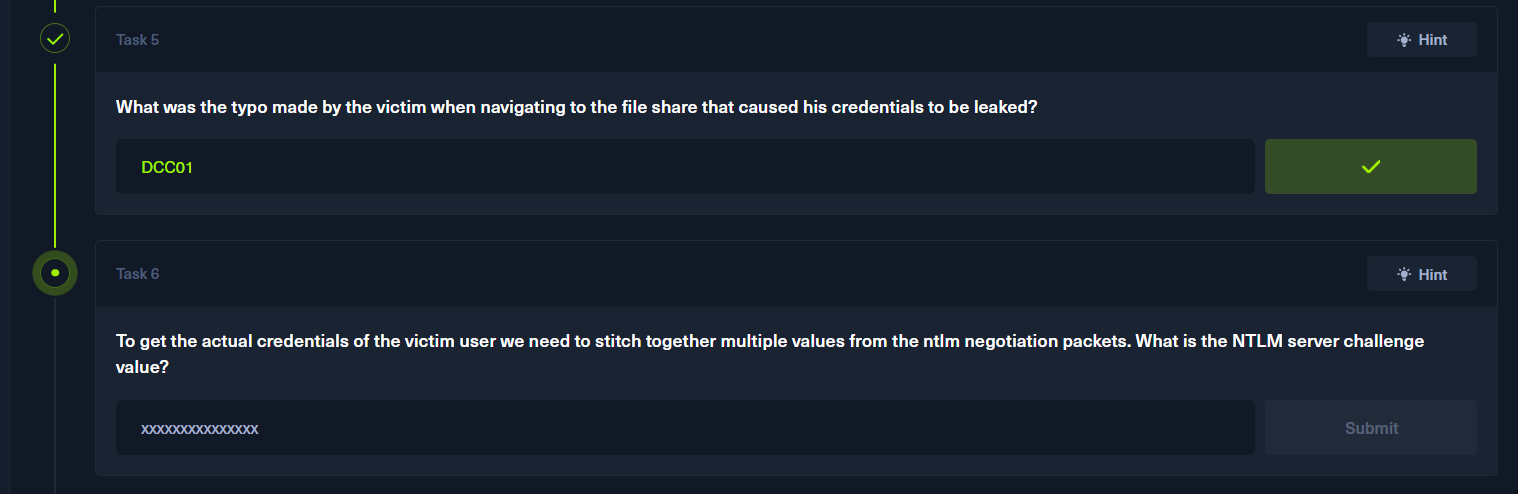 Task 5
Hint
What was the typo made by the victim when navigating to the file share that caused his credentials to be leaked?
DCC01
Task 6
Hint
To get the actual credentials of the victim user we need to stitch together multiple values from the ntlm negotiation packets. What is the NTLM server challenge
value?
xxxxxxxxxxxxxxx
Submit